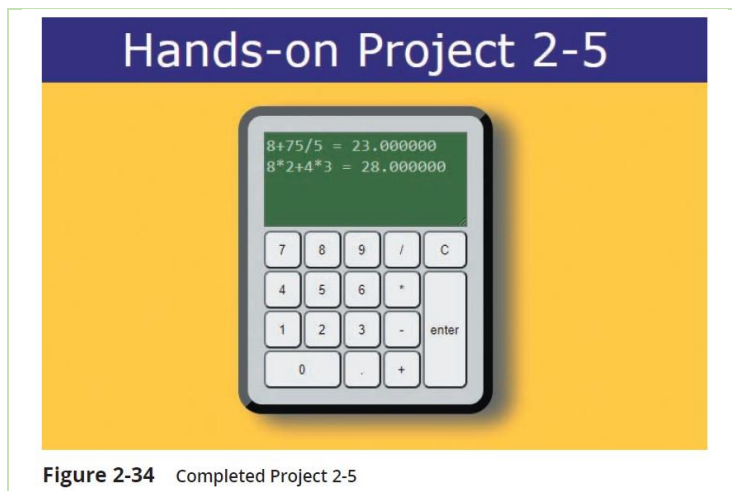 Hands-on Project 2-5
8+75/5 = 23.000000
8*2+4*3 = 28.000000
7 8 9 / C
4 5 6 *
1 2 3 - enter
0 . +
Figure 2-34 Completed Project 2-5